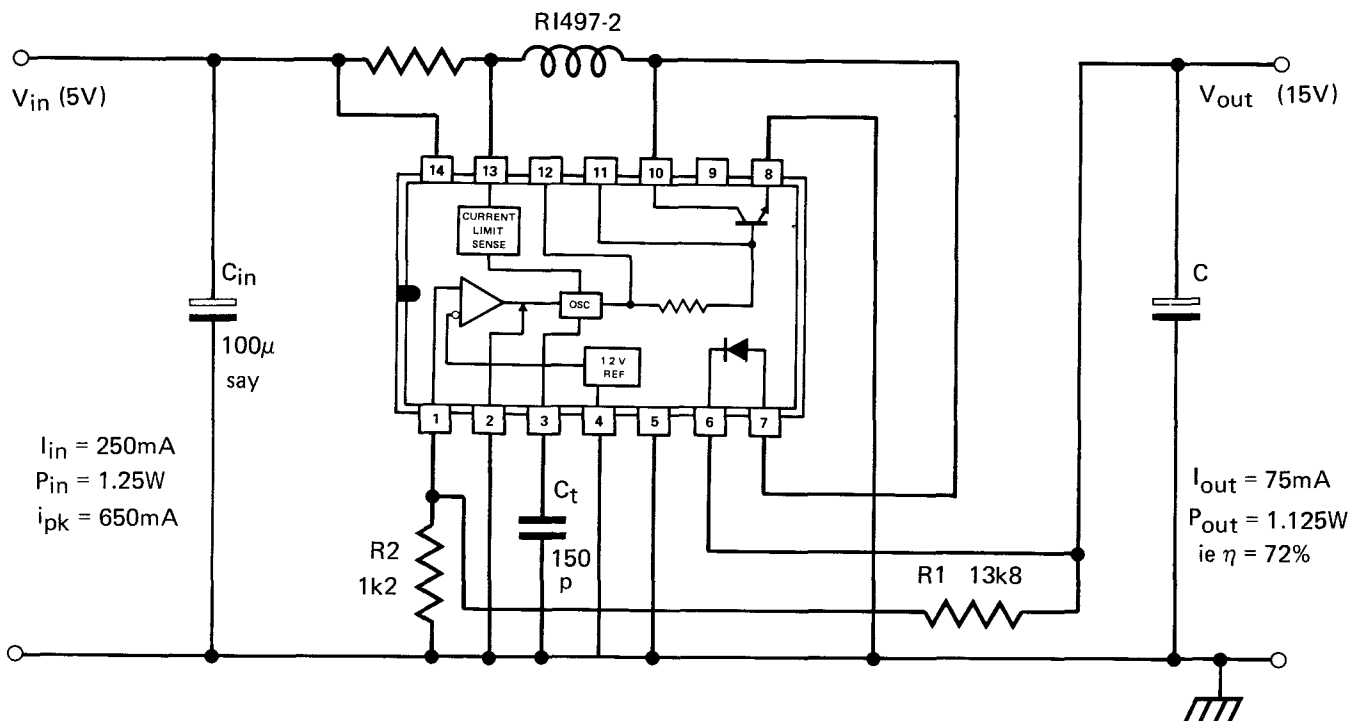 RI497-2
V_in (5V)
V_out (15V)
14
13
12
11
10
9
8
CURRENT
LIMIT
SENSE
OSC
12V
REF
1
2
3
4
5
6
7
C_in
100μ
say
C
I_in = 250mA
P_in = 1.25W
i_pk = 650mA
R2
1k2
C_t
150
p
R1 13k8
I_out = 75mA
P_out = 1.125W
ie η = 72%